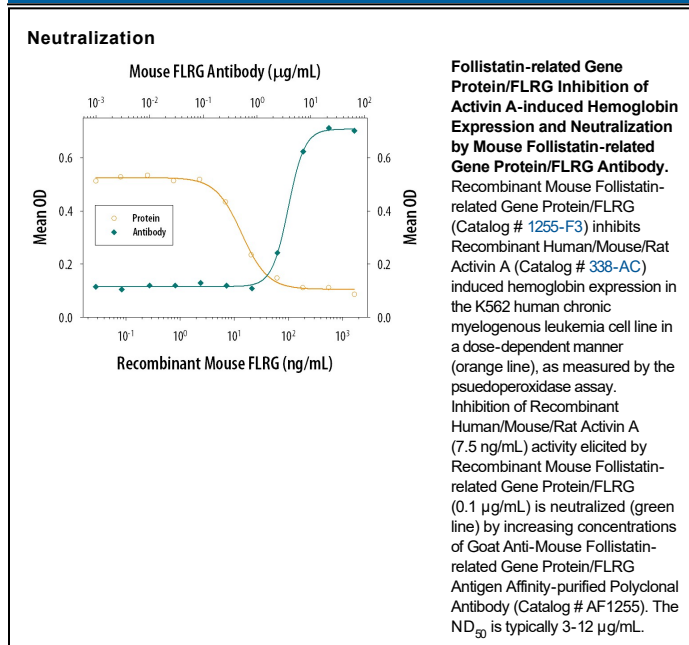 Neutralization
Mouse FLRG Antibody (µg/mL)
10⁻³ 10⁻² 10⁻¹ 10⁰ 10¹ 10²
0.6 0.6
0.4 0.4
0.2 0.2
0.0 0.0
Mean OD
Mean OD
Protein
Antibody
10⁻¹ 10⁰ 10¹ 10² 10³
Recombinant Mouse FLRG (ng/mL)
Follistatin-related Gene
Protein/FLRG Inhibition of
Activin A-induced Hemoglobin
Expression and Neutralization
by Mouse Follistatin-related
Gene Protein/FLRG Antibody.
Recombinant Mouse Follistatin-
related Gene Protein/FLRG
(Catalog # 1255-F3) inhibits
Recombinant Human/Mouse/Rat
Activin A (Catalog # 338-AC)
induced hemoglobin expression in
the K562 human chronic
myelogenous leukemia cell line in
a dose-dependent manner
(orange line), as measured by the
psuedoperoxidase assay.
Inhibition of Recombinant
Human/Mouse/Rat Activin A
(7.5 ng/mL) activity elicited by
Recombinant Mouse Follistatin-
related Gene Protein/FLRG
(0.1 µg/mL) is neutralized (green
line) by increasing concentrations
of Goat Anti-Mouse Follistatin-
related Gene Protein/FLRG
Antigen Affinity-purified Polyclonal
Antibody (Catalog # AF1255). The
ND₅₀ is typically 3-12 µg/mL.